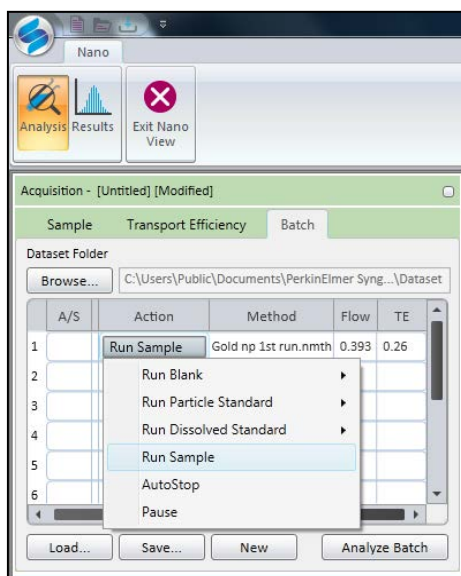 Nano
Analysis Results Exit Nano View
Acquisition - [Untitled] [Modified]
Sample Transport Efficiency Batch
Dataset Folder
Browse... C:\Users\Public\Documents\PerkinElmer Syng...\Dataset
A/S Action Method Flow TE
1 Run Sample Gold np 1st run.nmth 0.393 0.26
2 Run Blank
3 Run Particle Standard
4 Run Dissolved Standard
Run Sample
5 AutoStop
6 Pause
Load... Save... New Analyze Batch